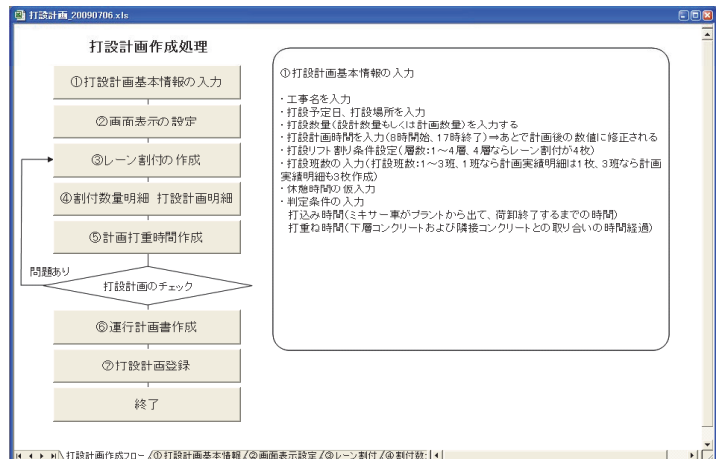 打設計画_20090706.xls
打設計画作成処理
①打設計画基本情報の入力
②画面表示の設定
③レーン割付の作成
④割付数量明細 打設計画明細
⑤計画打重時間作成
問題あり
打設計画のチェック
⑥運行計画書作成
⑦打設計画登録
終了
①打設計画基本情報の入力
・工事名を入力
・打設予定日、打設場所を入力
・打設数量(設計数量もしくは計画数量)を入力する
・打設計画時間を入力(8時開始、17時終了)⇒あとで計画後の数値に修正される
・打設リフト割り条件設定(層数:1～4層、4層ならレーン割付が4枚)
・打設班数の入力(打設班数:1～3班、1班なら計画実績明細は1枚、3班なら計画
実績明細も3枚作成)
・休憩時間の仮入力
・判定条件の入力
打込み時間(ミキサー車がプラントから出て、荷卸終了するまでの時間)
打重ね時間(下層コンクリートおよび隣接コンクリートとの取り合いの時間経過)
打設計画作成フロー/①打設計画基本情報/②画面表示設定/③レーン割付/④割付数: